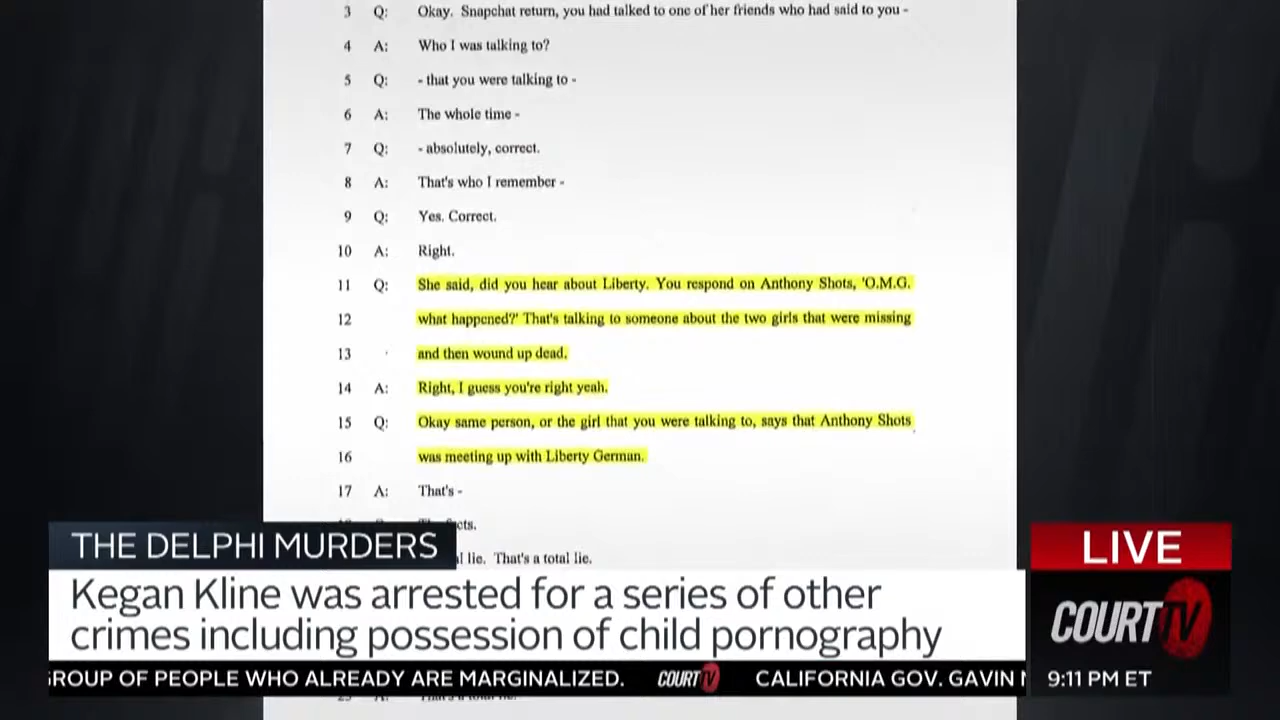 3 Q: Okay. Snapchat return, you had talked to one of her friends who had said to you -
4 A: Who I was talking to?
5 Q: - that you were talking to -
6 A: The whole time -
7 Q: - absolutely, correct.
8 A: That's who I remember -
9 Q: Yes. Correct.
10 A: Right.
11 Q: She said, did you hear about Liberty. You respond on Anthony Shots, 'O.M.G.
12 what happened?' That's talking to someone about the two girls that were missing
13 and then wound up dead.
14 A: Right, I guess you're right yeah.
15 Q: Okay same person, or the girl that you were talking to, says that Anthony Shots
16 was meeting up with Liberty German.
17 A: That's -
lie. That's a total lie.
THE DELPHI MURDERS
Kegan Kline was arrested for a series of other
crimes including possession of child pornography
LIVE
COURT TV
GROUP OF PEOPLE WHO ALREADY ARE MARGINALIZED. COURT TV CALIFORNIA GOV. GAVIN
9:11 PM ET